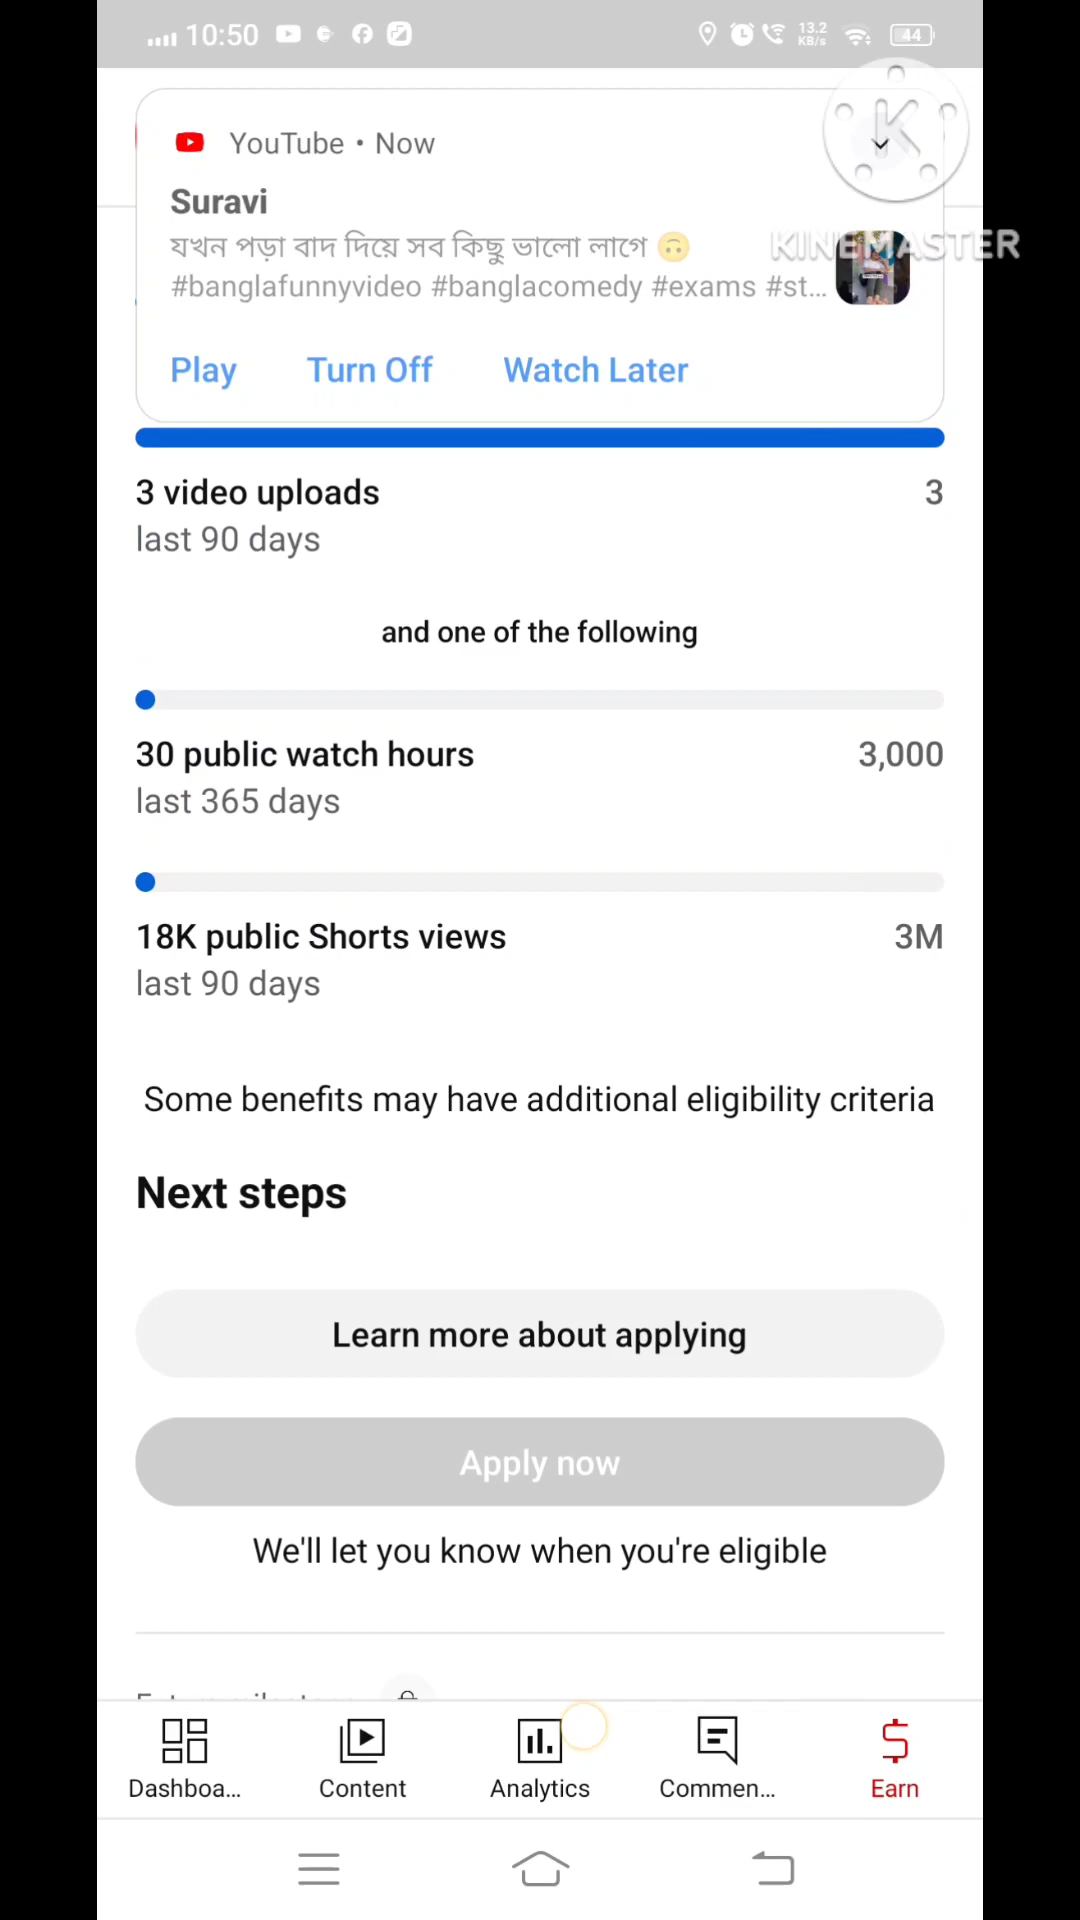 10:50
13.2
KB/s
44
YouTube • Now
K
Suravi
যখন পড়া বাদ দিয়ে সব কিছু ভালো লাগে 🙃
KINEMASTER
#banglafunnyvideo #banglacomedy #exams #st...
Play Turn Off Watch Later
3 video uploads 3
last 90 days
and one of the following
30 public watch hours 3,000
last 365 days
18K public Shorts views 3M
last 90 days
Some benefits may have additional eligibility criteria
Next steps
Learn more about applying
Apply now
We'll let you know when you're eligible
Dashboa... Content Analytics Commen... Earn